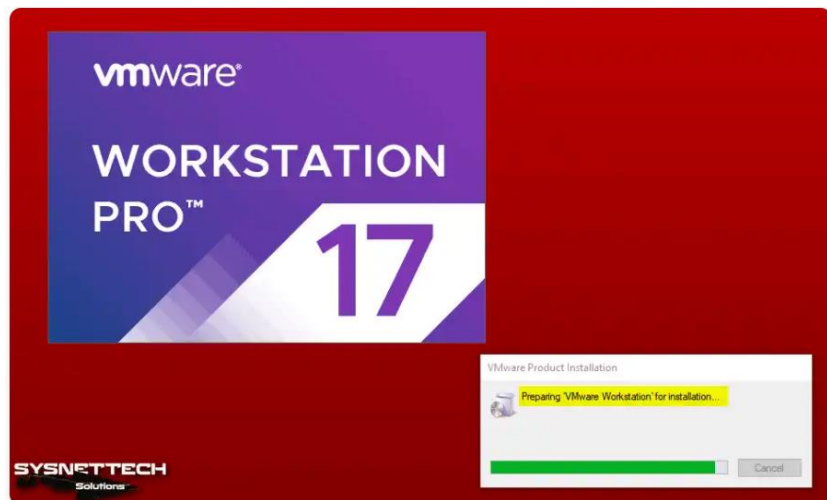 vmware®
WORKSTATION
PRO™
17
VMware Product Installation
Preparing 'VMware Workstation' for installation...
Cancel
SYSNETTECH
Solutions